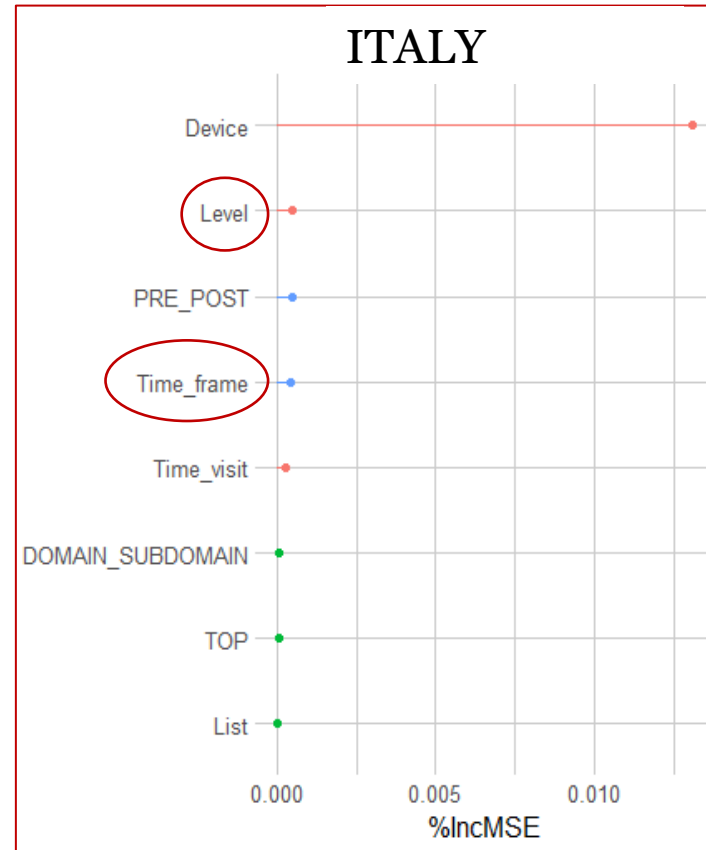 ITALY
Device
Level
PRE_POST
Time_frame
Time_visit
DOMAIN_SUBDOMAIN
TOP
List
0.000 0.005 0.010
%IncMSE